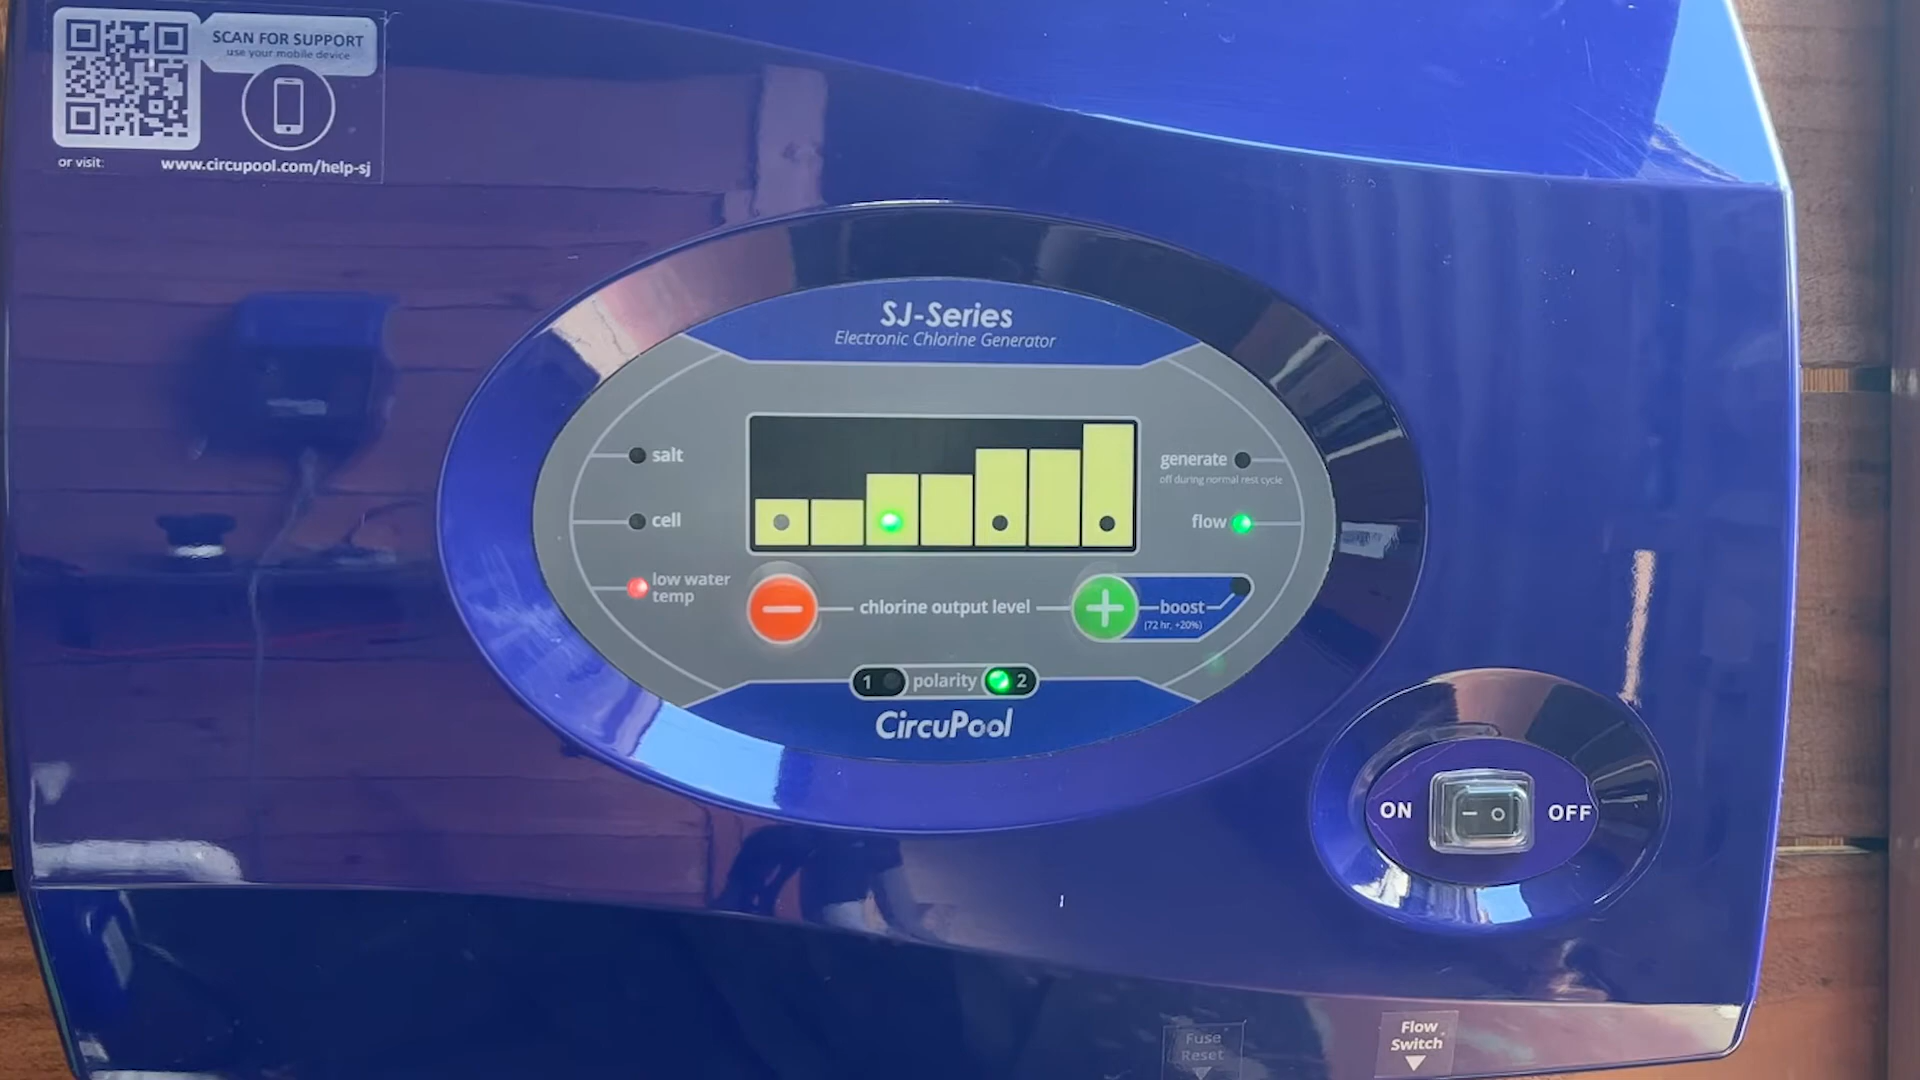 SCAN FOR SUPPORT
use your mobile device
or visit: www.circupool.com/help-sj
SJ-Series
Electronic Chlorine Generator
salt
cell
low water
temp
generate
off during normal rest cycle
flow
chlorine output level
boost
(72 hr, +20%)
1 polarity 2
CircuPool
ON OFF
Fuse
Reset
Flow
Switch